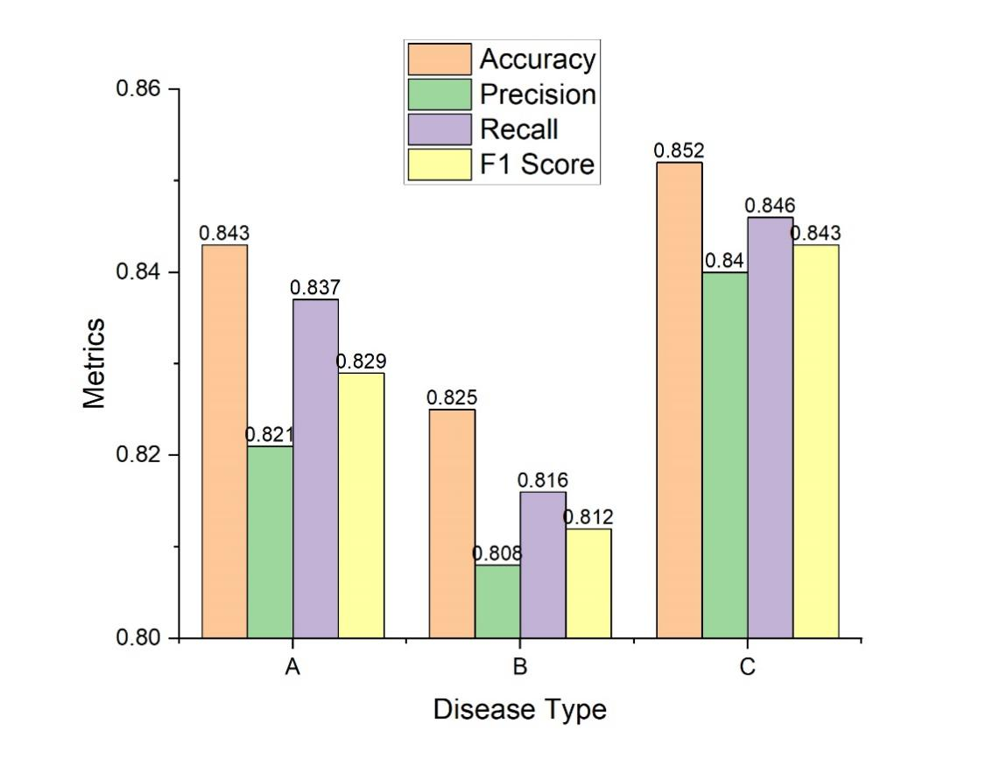 Accuracy
Precision
Recall
F1 Score
0.86
0.84
0.82
0.80
Metrics
0.843
0.821
0.837
0.829
0.825
0.808
0.816
0.812
0.852
0.84
0.846
0.843
A
B
C
Disease Type